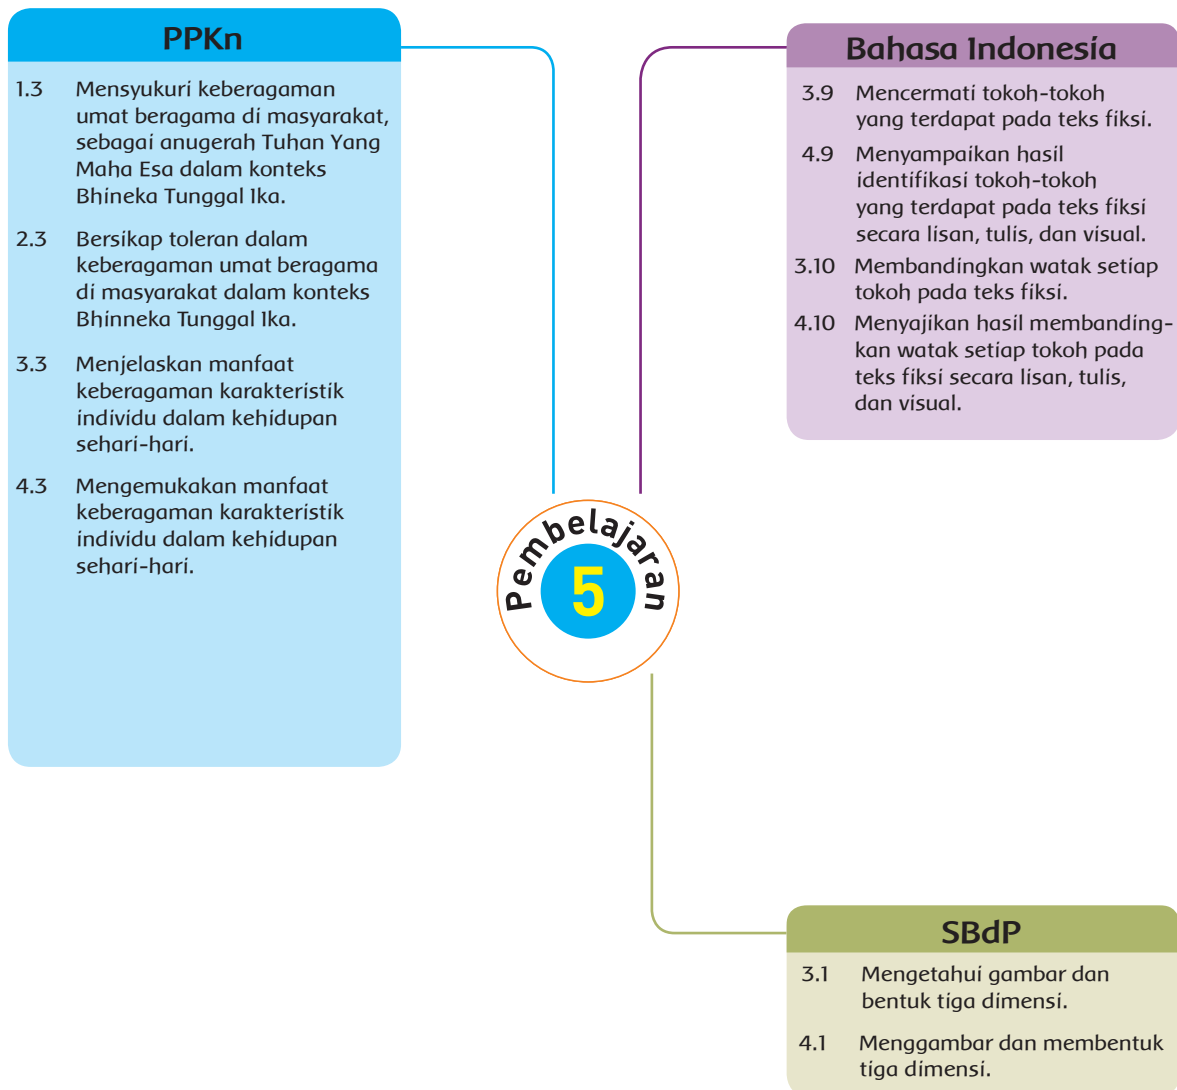 PPKn
1.3 Mensyukuri keberagaman
umat beragama di masyarakat,
sebagai anugerah Tuhan Yang
Maha Esa dalam konteks
Bhineka Tunggal Ika.
2.3 Bersikap toleran dalam
keberagaman umat beragama
di masyarakat dalam konteks
Bhinneka Tunggal Ika.
3.3 Menjelaskan manfaat
keberagaman karakteristik
individu dalam kehidupan
sehari-hari.
4.3 Mengemukakan manfaat
keberagaman karakteristik
individu dalam kehidupan
sehari-hari.
Bahasa Indonesia
3.9 Mencermati tokoh-tokoh
yang terdapat pada teks fiksi.
4.9 Menyampaikan hasil
identifikasi tokoh-tokoh
yang terdapat pada teks fiksi
secara lisan, tulis, dan visual.
3.10 Membandingkan watak setiap
tokoh pada teks fiksi.
4.10 Menyajikan hasil membanding-
kan watak setiap tokoh pada
teks fiksi secara lisan, tulis,
dan visual.
Pembelajaran
5
SBdP
3.1 Mengetahui gambar dan
bentuk tiga dimensi.
4.1 Menggambar dan membentuk
tiga dimensi.